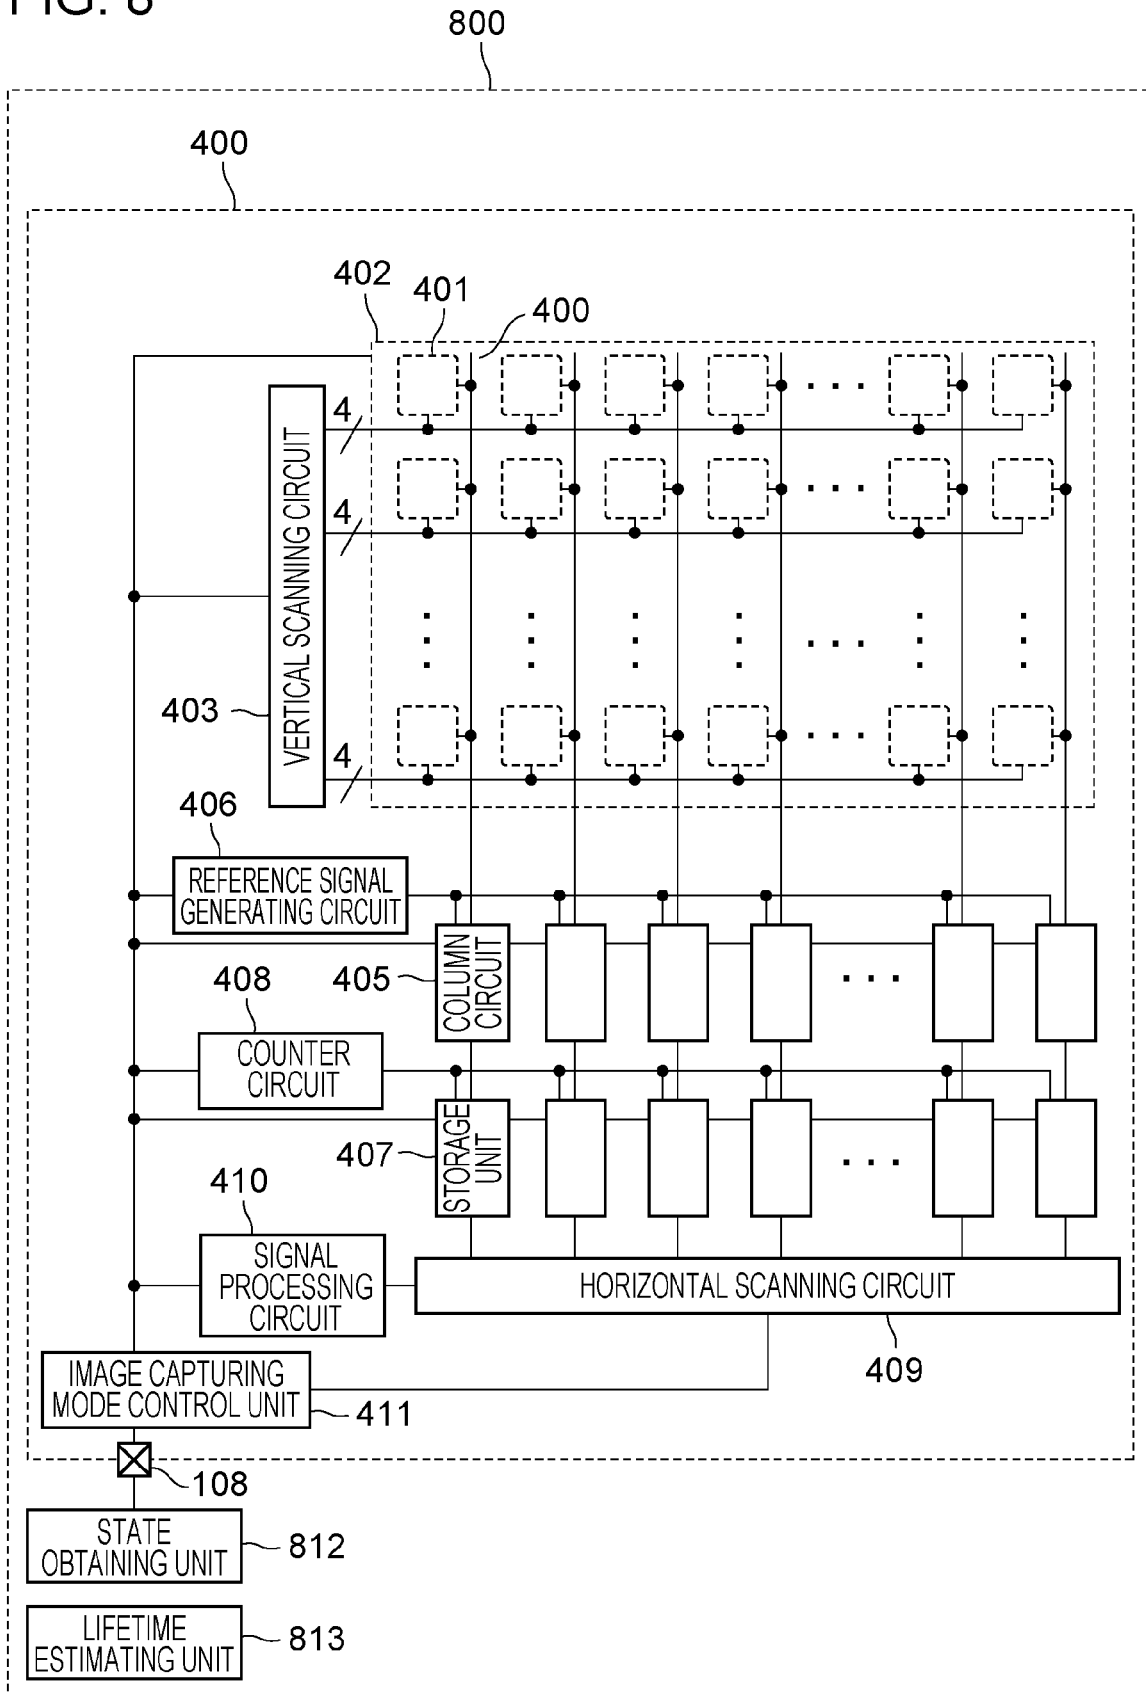 FIG. 8
800
400
402
401
400
4
4
VERTICAL SCANNING CIRCUIT
403
4
406
REFERENCE SIGNAL
GENERATING CIRCUIT
405
COLUMN
CIRCUIT
408
COUNTER
CIRCUIT
407
STORAGE
UNIT
410
SIGNAL
PROCESSING
CIRCUIT
HORIZONTAL SCANNING CIRCUIT
409
IMAGE CAPTURING
MODE CONTROL UNIT
411
108
STATE
OBTAINING UNIT
812
LIFETIME
ESTIMATING UNIT
813